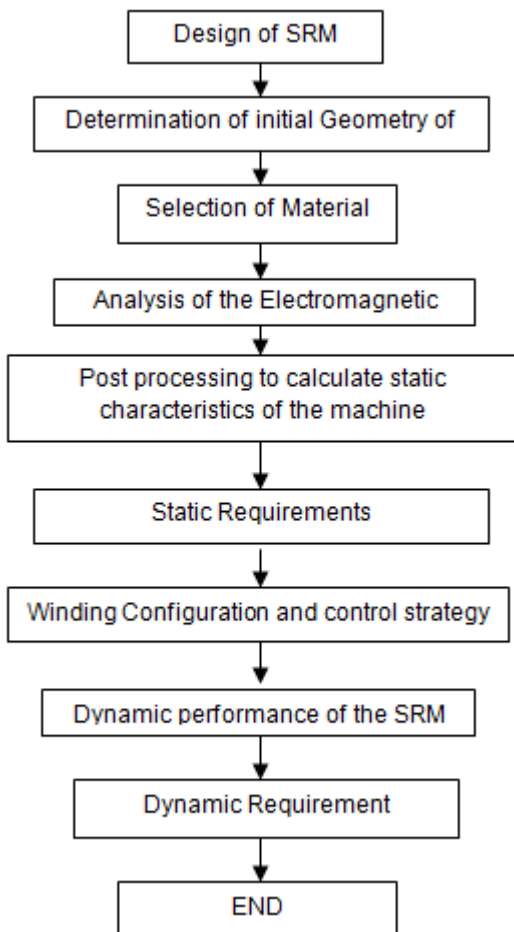 Design of SRM
Determination of initial Geometry of
Selection of Material
Analysis of the Electromagnetic
Post processing to calculate static
characteristics of the machine
Static Requirements
Winding Configuration and control strategy
Dynamic performance of the SRM
Dynamic Requirement
END